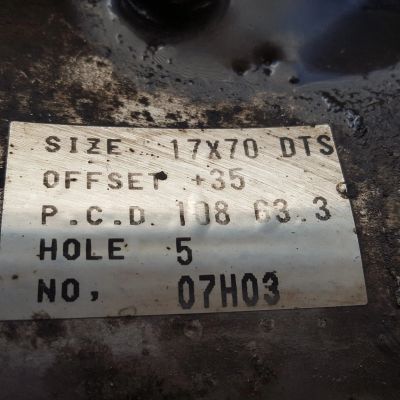 SIZE. 17X70 DTS
OFFSET +35
P.C.D. 108 63.3
HOLE 5
NO, 07H03